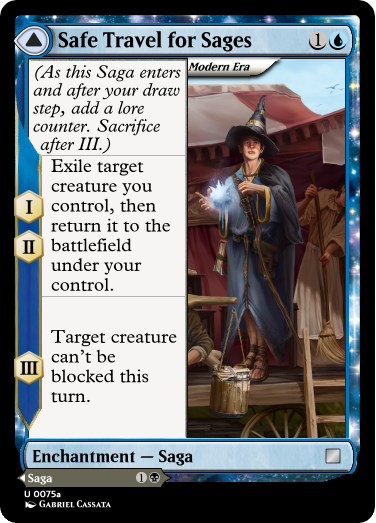 Safe Travel for Sages 1
Modern Era
(As this Saga enters
and after your draw
step, add a lore
counter. Sacrifice
after III.)
I
II
Exile target
creature you
control, then
return it to the
battlefield
under your
control.
III
Target creature
can't be
blocked this
turn.
Enchantment — Saga
Saga 1
U 0075a
Gabriel Cassata